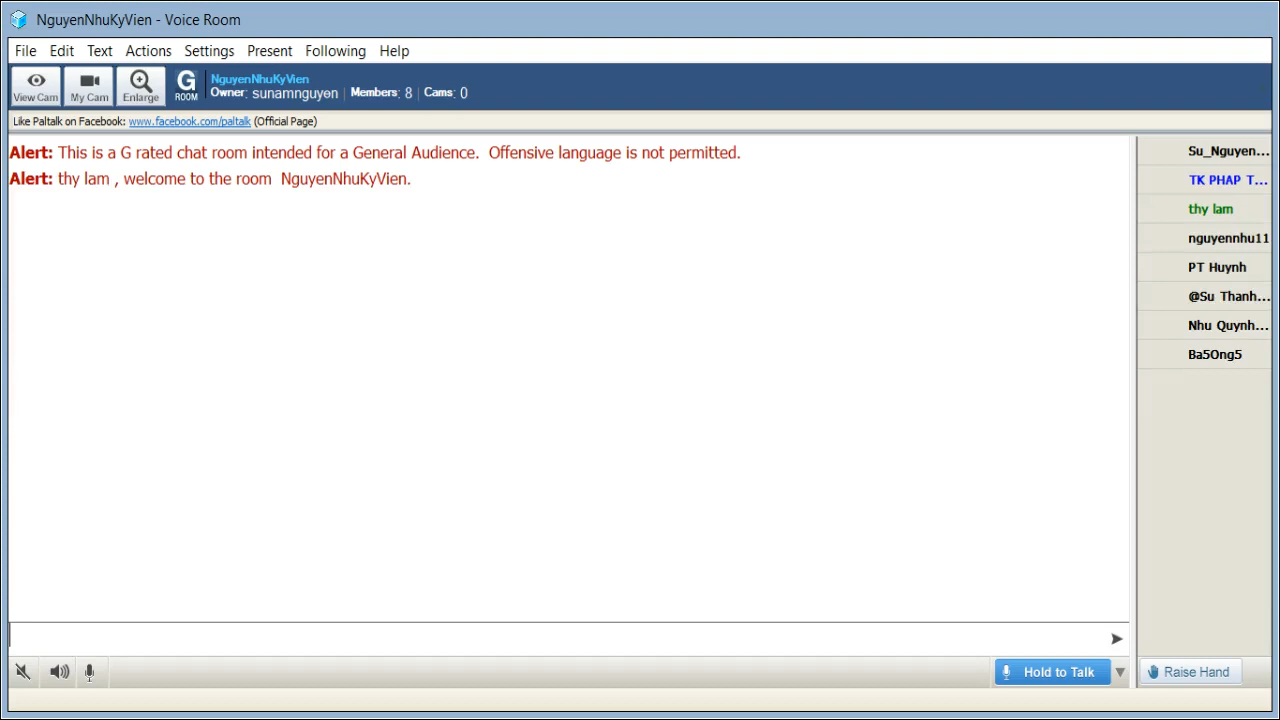 NguyenNhuKyVien - Voice Room
File Edit Text Actions Settings Present Following Help
View Cam My Cam Enlarge G ROOM
NguyenNhuKyVien
Owner: sunamnguyen | Members: 8 | Cams: 0
Like Paltalk on Facebook: www.facebook.com/paltalk (Official Page)
Alert: This is a G rated chat room intended for a General Audience.  Offensive language is not permitted.
Alert: thy lam , welcome to the room  NguyenNhuKyVien.
Su_Nguyen...
TK PHAP T...
thy lam
nguyennhu11
PT Huynh
@Su Thanh...
Nhu Quynh...
Ba5Ong5
Hold to Talk
Raise Hand